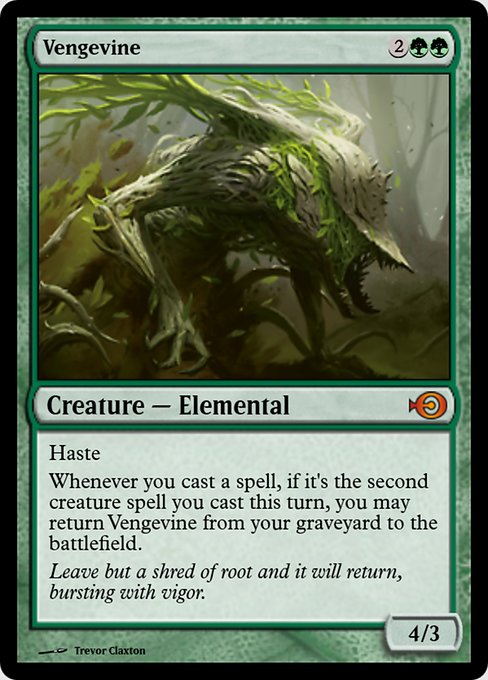 Vengevine 2
Creature — Elemental
Haste
Whenever you cast a spell, if it's the second
creature spell you cast this turn, you may
return Vengevine from your graveyard to the
battlefield.
Leave but a shred of root and it will return,
bursting with vigor.
4/3
Trevor Claxton